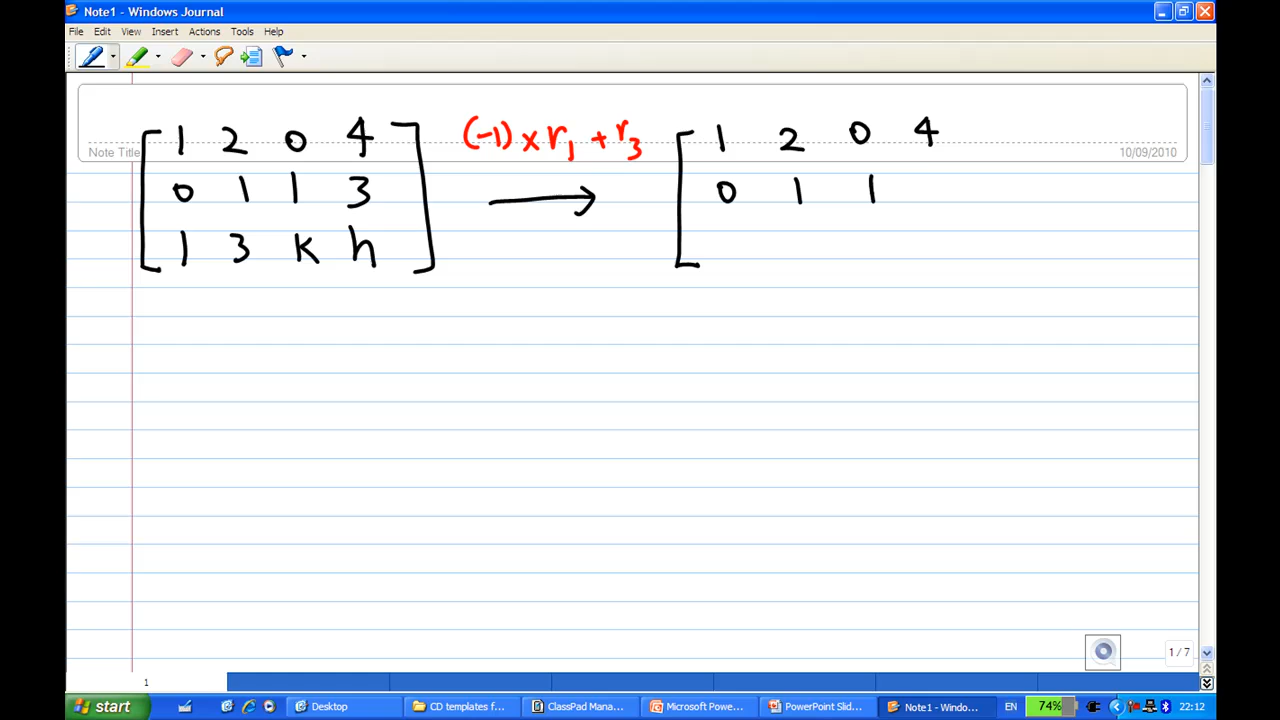 Note1 - Windows Journal
File Edit View Insert Actions Tools Help
1 2 0 4 (-1) × r1 + r3 1 2 0 4
Note Title 10/09/2010
0 1 1 3 → 0 1 1
1 3 k h
1 / 7
1
start Desktop CD templates f... ClassPad Mana... Microsoft Powe... PowerPoint Slid... Note1 - Windo... EN 74% 22:12